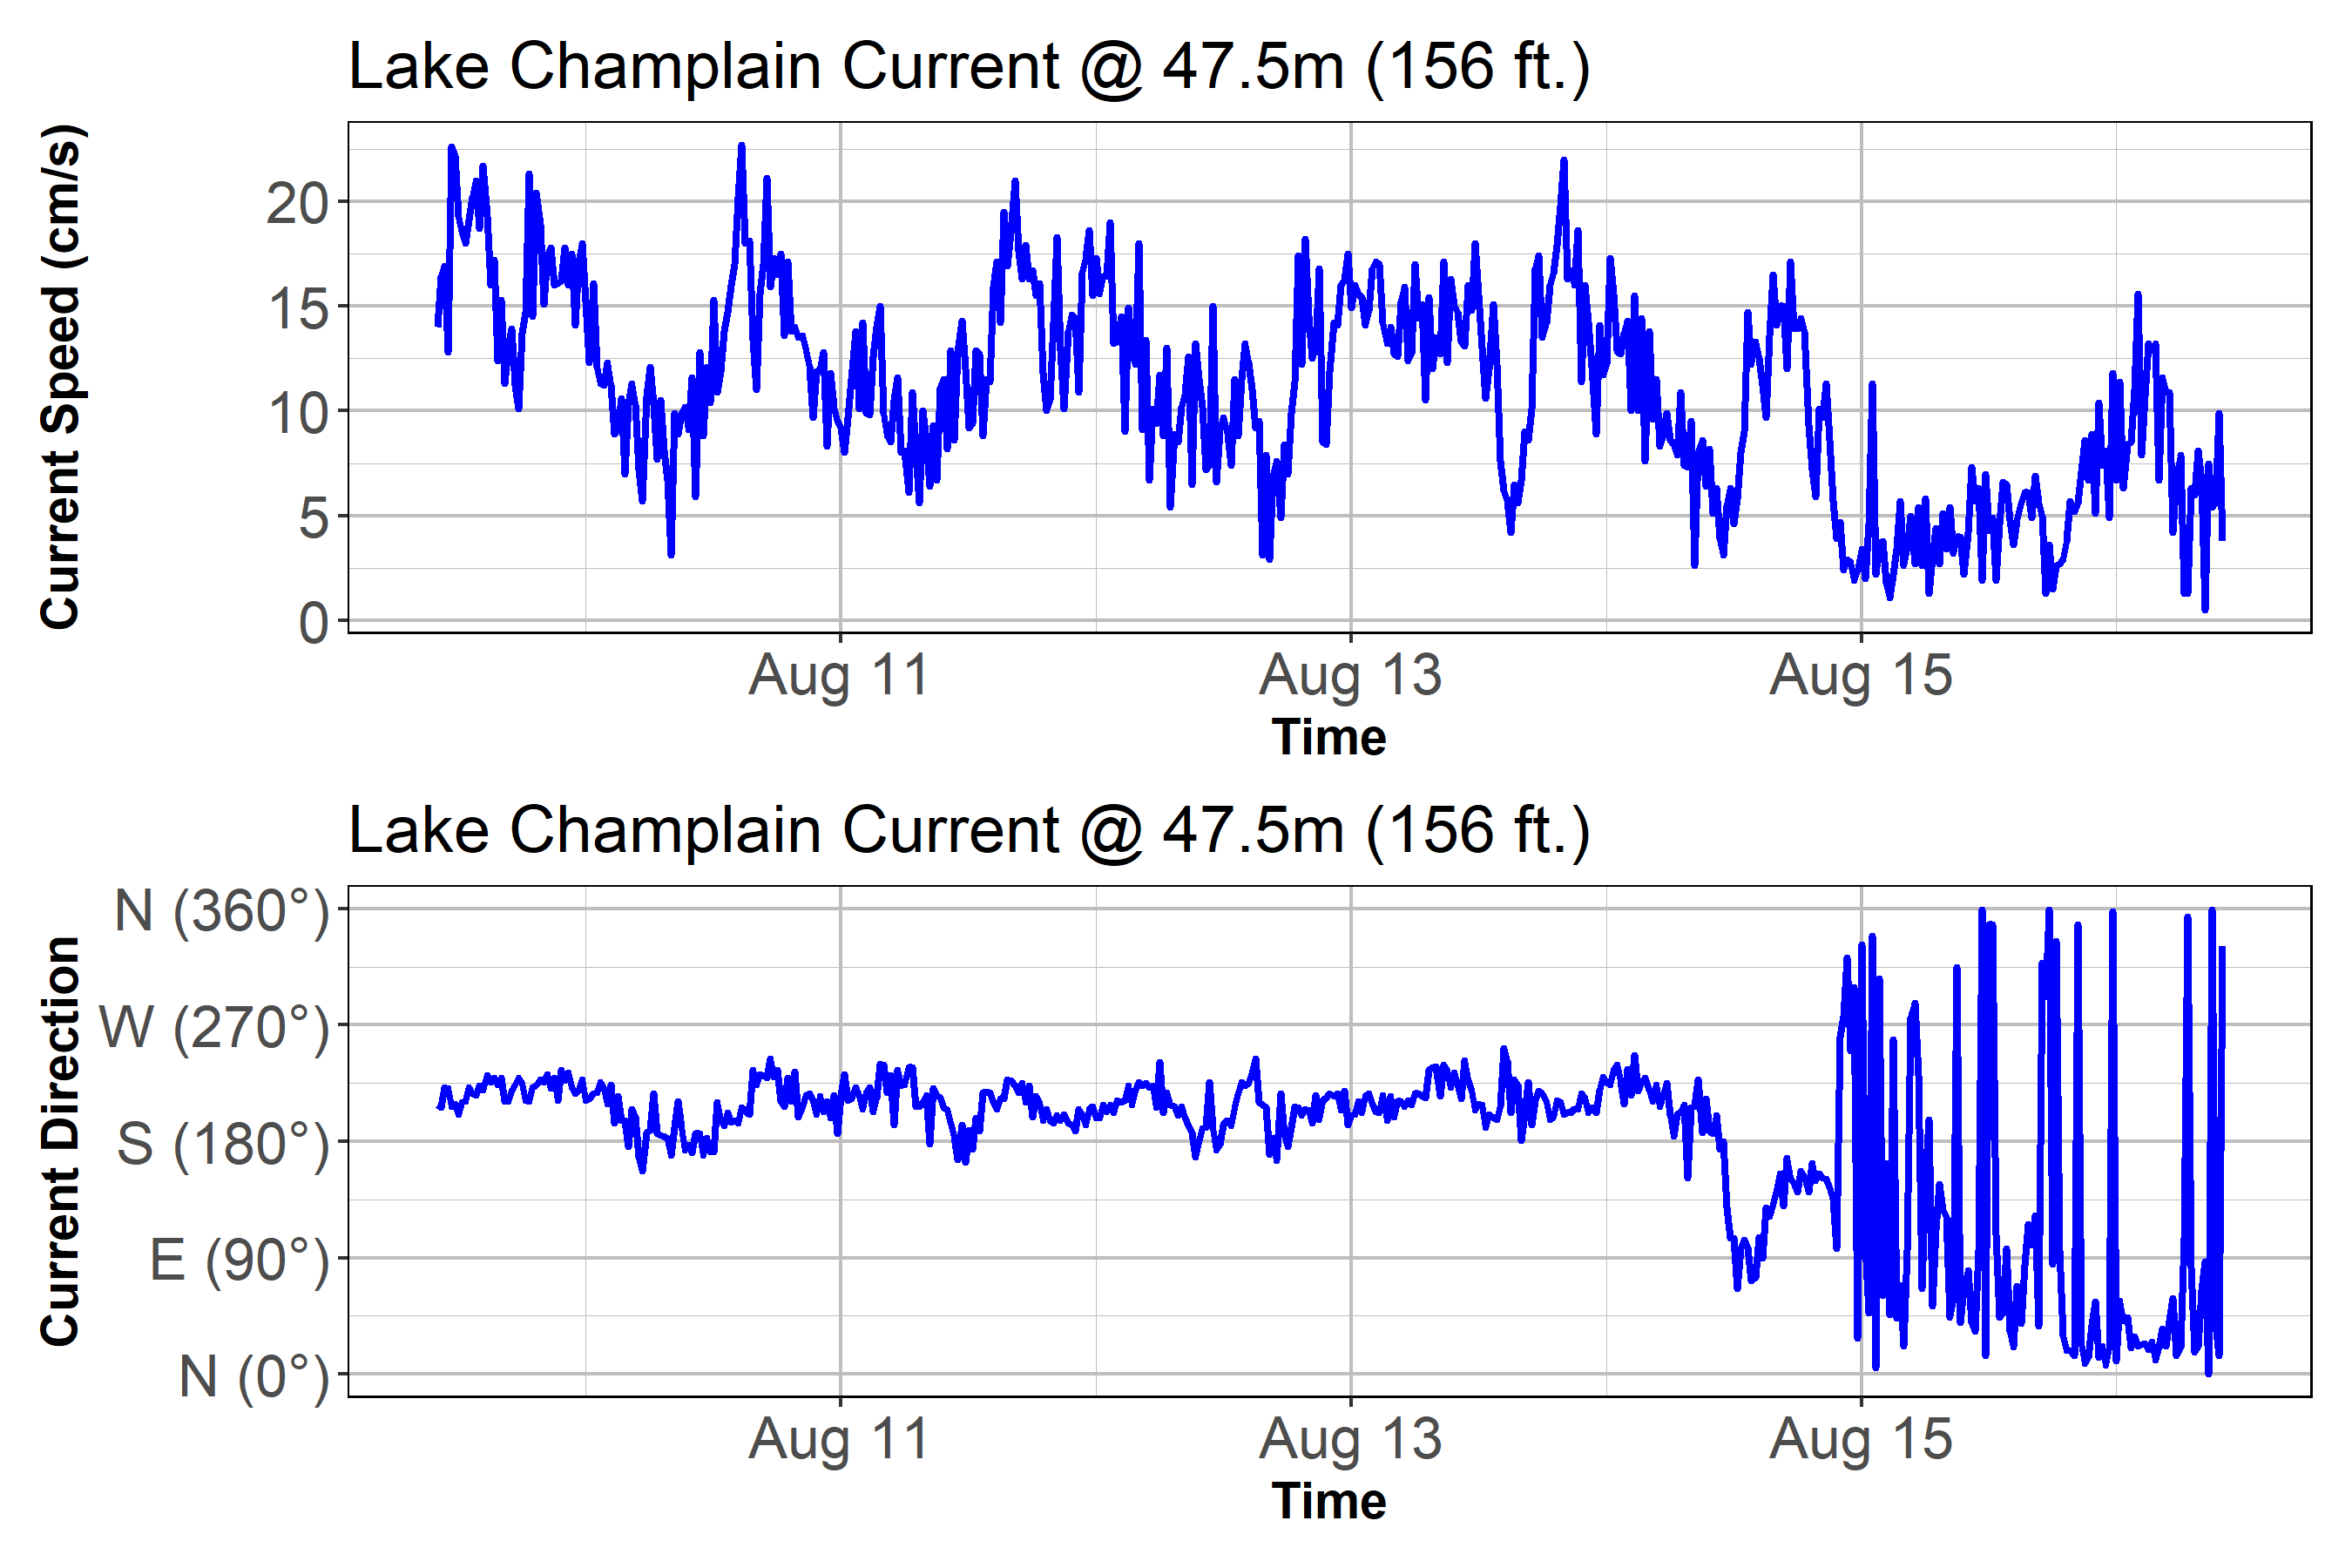 Lake Champlain Current @ 47.5m (156 ft.)
Current Speed (cm/s)
20
15
10
5
0
Aug 11
Aug 13
Aug 15
Time
Lake Champlain Current @ 47.5m (156 ft.)
Current Direction
N (360°)
W (270°)
S (180°)
E (90°)
N (0°)
Aug 11
Aug 13
Aug 15
Time